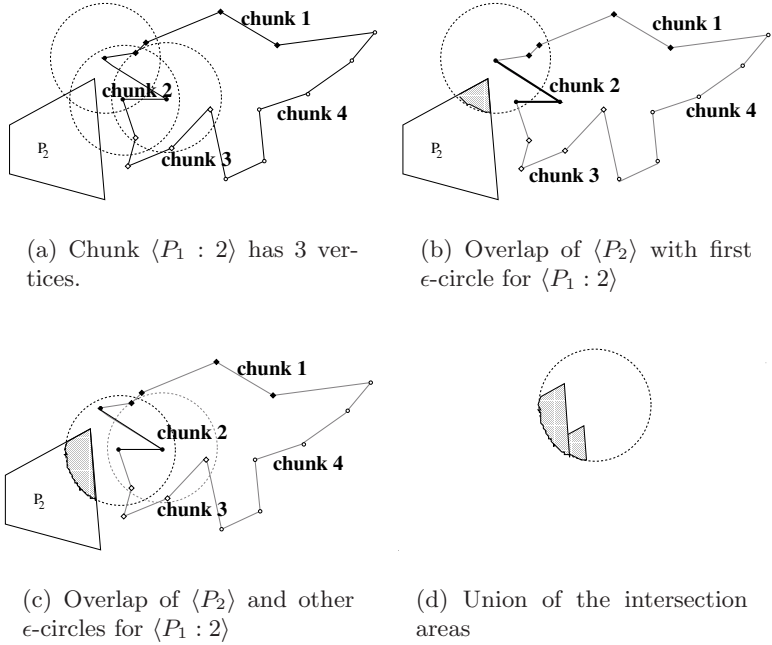 chunk 1
chunk 2
chunk 4
P2
chunk 3
chunk 1
chunk 2
chunk 4
P2
chunk 3
(a) Chunk ⟨P1 : 2⟩ has 3 ver-
tices.
(b) Overlap of ⟨P2⟩ with first
ϵ-circle for ⟨P1 : 2⟩
chunk 1
chunk 2
chunk 4
P2
chunk 3
(c) Overlap of ⟨P2⟩ and other
ϵ-circles for ⟨P1 : 2⟩
(d) Union of the intersection
areas